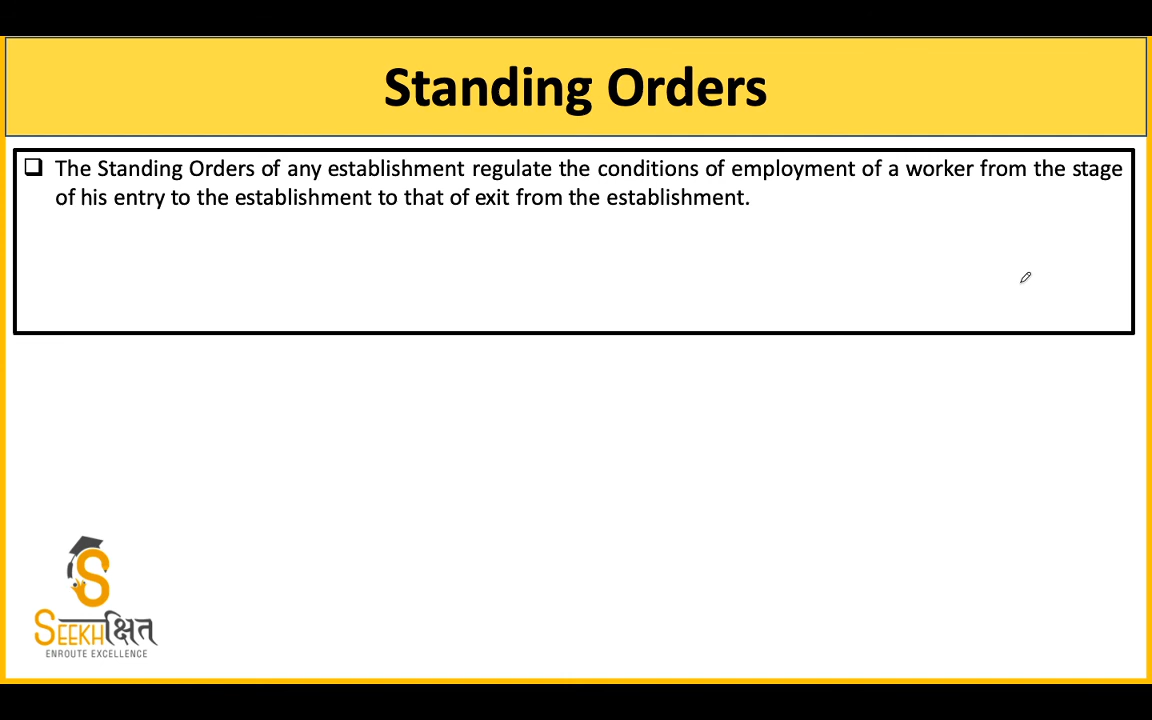 Standing Orders
❑ The Standing Orders of any establishment regulate the conditions of employment of a worker from the stage
of his entry to the establishment to that of exit from the establishment.
SEEKHक्षित
ENROUTE EXCELLENCE